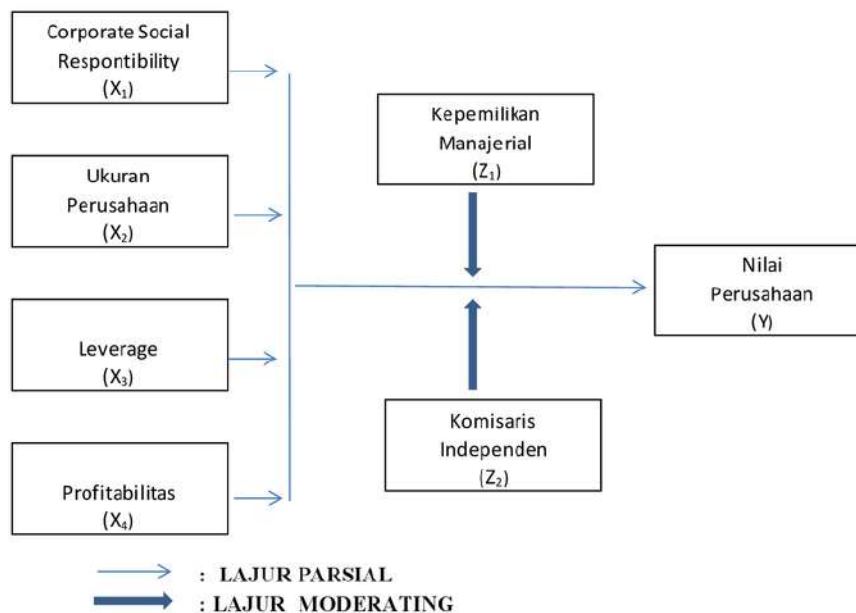 Corporate Social
Respontibility
(X₁)
Ukuran
Perusahaan
(X₂)
Leverage
(X₃)
Profitabilitas
(X₄)
Kepemilikan
Manajerial
(Z₁)
Komisaris
Independen
(Z₂)
Nilai
Perusahaan
(Y)
: LAJUR PARSIAL
: LAJUR MODERATING